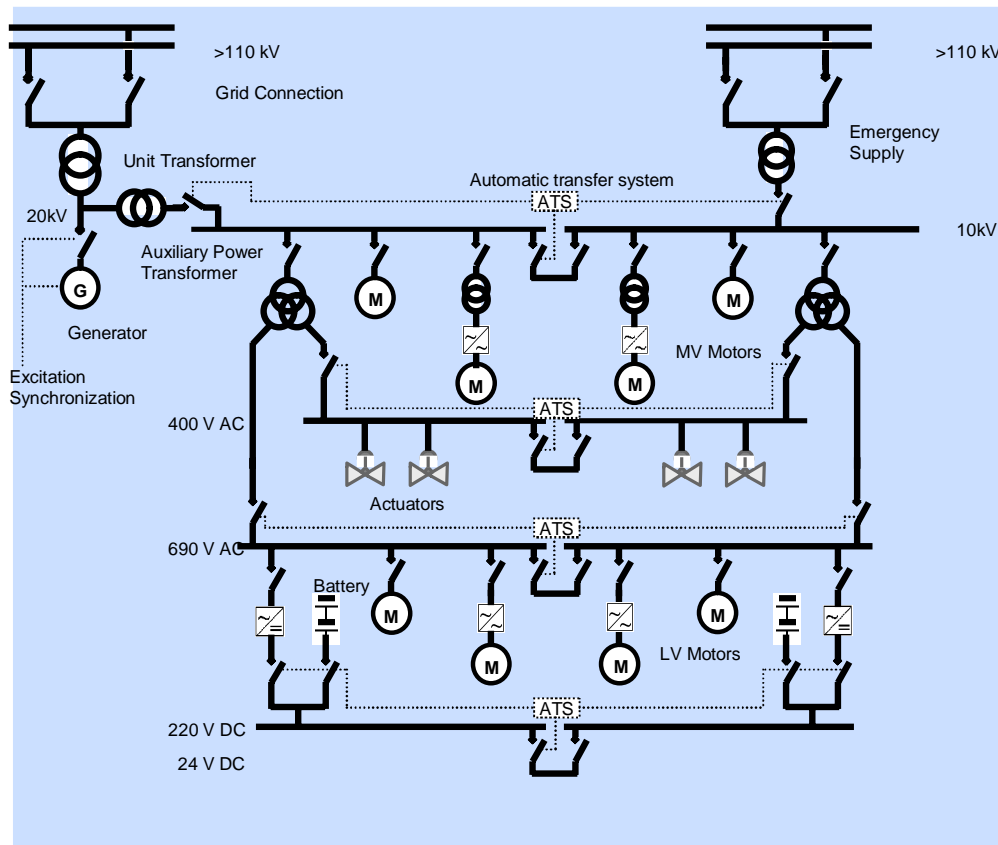 >110 kV
>110 kV
Grid Connection
Emergency
Supply
Unit Transformer
Automatic transfer system
ATS
20kV
10kV
Auxiliary Power
Transformer
G
M
M
Generator
MV Motors
M
M
Excitation
Synchronization
ATS
400 V AC
Actuators
ATS
690 V AC
Battery
M
M
LV Motors
M
M
ATS
220 V DC
24 V DC